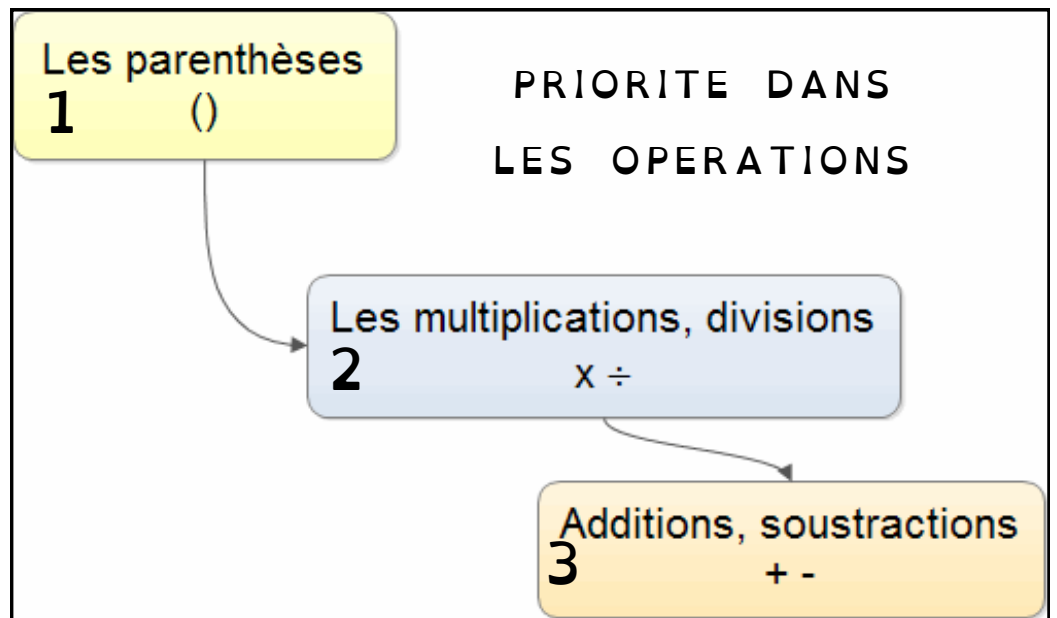 Les parenthèses
1 ()
PRIORITE DANS
LES OPERATIONS
Les multiplications, divisions
2 x ÷
Additions, soustractions
3 + -